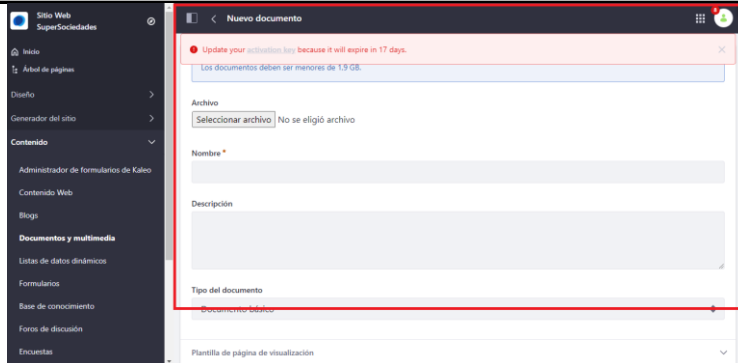 Sitio Web
SuperSociedades
Inicio
Árbol de páginas
Diseño
Generador del sitio
Contenido
Administrador de formularios de Kaleo
Contenido Web
Blogs
Documentos y multimedia
Listas de datos dinámicos
Formularios
Base de conocimiento
Foros de discusión
Encuestas
Nuevo documento
Update your activation key because it will expire in 17 days.
Los documentos deben ser menores de 1.9 GB.
Archivo
Seleccionar archivo No se eligió archivo
Nombre *
Descripción
Tipo del documento
Documento básico
Plantilla de página de visualización